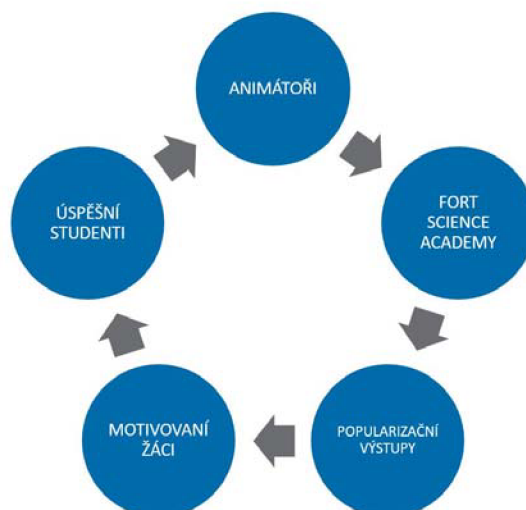 ANIMÁTOŘI
FORT
SCIENCE
ACADEMY
POPULARIZAČNÍ
VÝSTUPY
MOTIVOVANÍ
ŽÁCI
ÚSPĚŠNÍ
STUDENTI